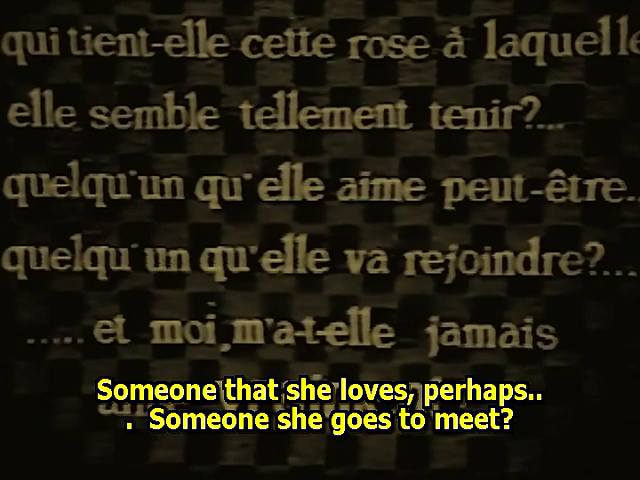 qui tient-elle cette rose à laquelle
elle semble tellement tenir?...
quelqu'un qu'elle aime peut-être..
quelqu'un qu'elle va rejoindre?...
..... et moi, m'a-t-elle jamais
Someone that she loves, perhaps..
. Someone she goes to meet?